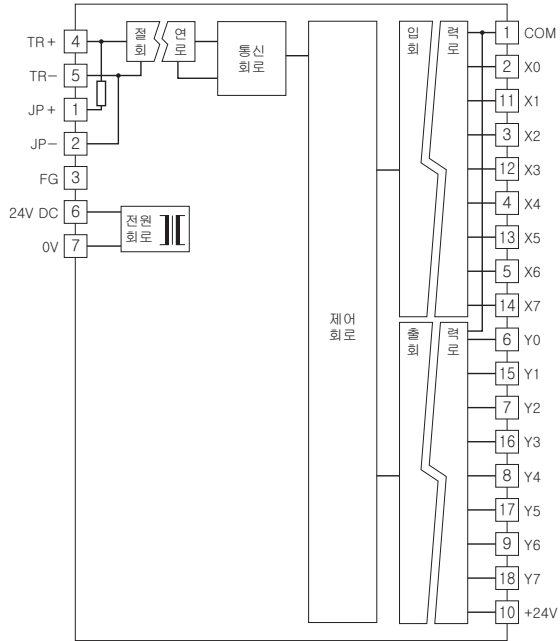 TR+ 4
TR− 5
JP+ 1
JP− 2
FG 3
24V DC 6
0V 7
절 연
회 로
통신
회로
전원
회로
제어
회로
입 력
회 로
출 력
회 로
1 COM
2 X0
11 X1
3 X2
12 X3
4 X4
13 X5
5 X6
14 X7
6 Y0
15 Y1
7 Y2
16 Y3
8 Y4
17 Y5
9 Y6
18 Y7
10 +24V